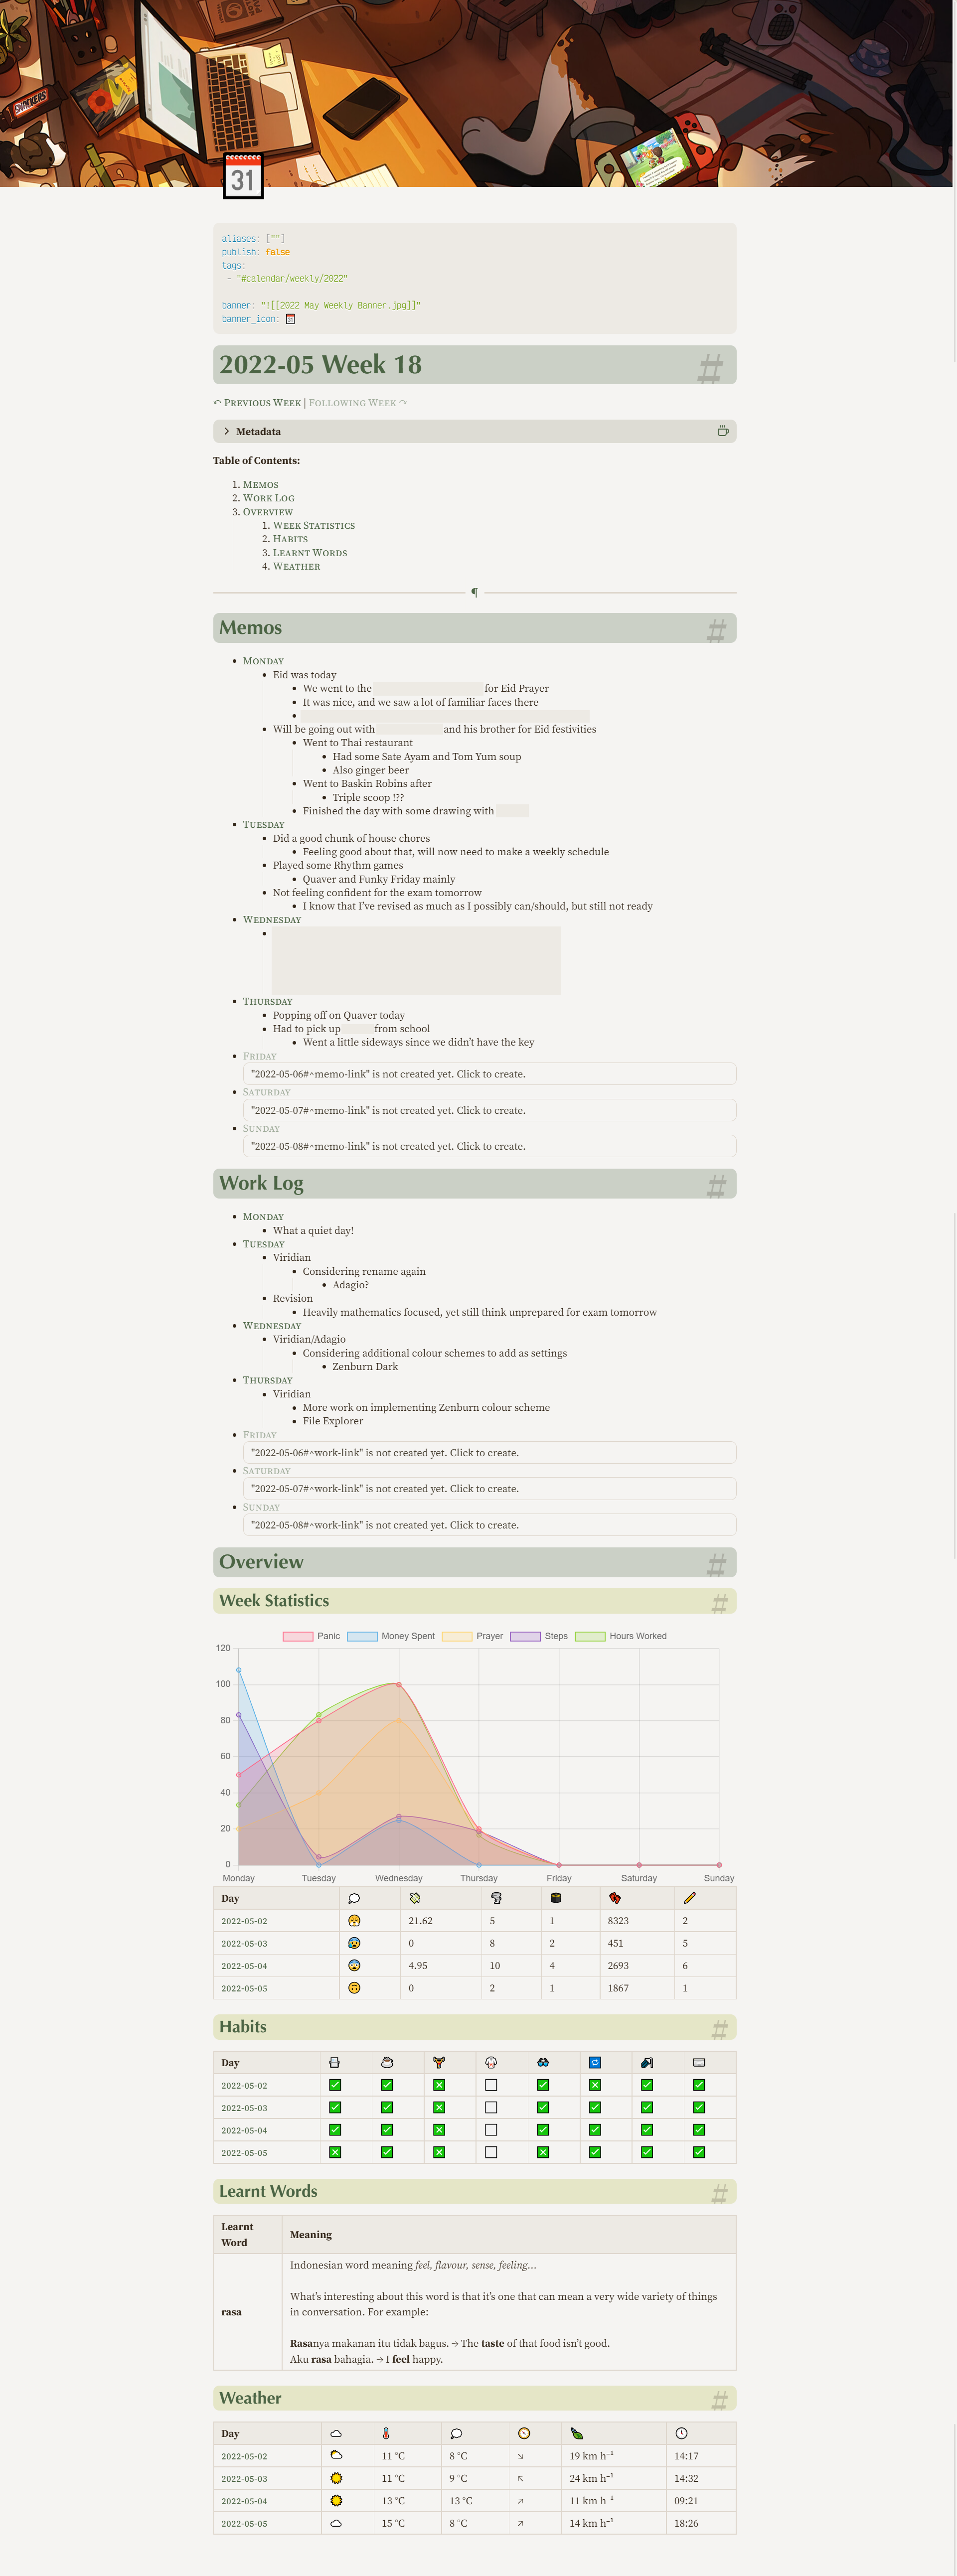 SNICKERS
31
aliases: [""]
publish: false
tags:
- "#calendar/weekly/2022"
banner: "![[2022 May Weekly Banner.jpg]]"
banner_icon: 📅
2022-05 Week 18 #
↶ Previous Week | Following Week ↷
Metadata
Table of Contents:
1. Memos
2. Work Log
3. Overview
1. Week Statistics
2. Habits
3. Learnt Words
4. Weather
¶
Memos #
• Monday
• Eid was today
• We went to the for Eid Prayer
• It was nice, and we saw a lot of familiar faces there
•
• Will be going out with and his brother for Eid festivities
• Went to Thai restaurant
• Had some Sate Ayam and Tom Yum soup
• Also ginger beer
• Went to Baskin Robins after
• Triple scoop !??
• Finished the day with some drawing with
• Tuesday
• Did a good chunk of house chores
• Feeling good about that, will now need to make a weekly schedule
• Played some Rhythm games
• Quaver and Funky Friday mainly
• Not feeling confident for the exam tomorrow
• I know that I've revised as much as I possibly can/should, but still not ready
• Wednesday
•
• Thursday
• Popping off on Quaver today
• Had to pick up from school
• Went a little sideways since we didn't have the key
• Friday
"2022-05-06#^memo-link" is not created yet. Click to create.
• Saturday
"2022-05-07#^memo-link" is not created yet. Click to create.
• Sunday
"2022-05-08#^memo-link" is not created yet. Click to create.
Work Log #
• Monday
• What a quiet day!
• Tuesday
• Viridian
• Considering rename again
• Adagio?
• Revision
• Heavily mathematics focused, yet still think unprepared for exam tomorrow
• Wednesday
• Viridian/Adagio
• Considering additional colour schemes to add as settings
• Zenburn Dark
• Thursday
• Viridian
• More work on implementing Zenburn colour scheme
• File Explorer
• Friday
"2022-05-06#^work-link" is not created yet. Click to create.
• Saturday
"2022-05-07#^work-link" is not created yet. Click to create.
• Sunday
"2022-05-08#^work-link" is not created yet. Click to create.
Overview #
Week Statistics #
Panic Money Spent Prayer Steps Hours Worked
120
100
80
60
40
20
0
Monday Tuesday Wednesday Thursday Friday Saturday Sunday
Day
2022-05-02 21.62 5 1 8323 2
2022-05-03 0 8 2 451 5
2022-05-04 4.95 10 4 2693 6
2022-05-05 0 2 1 1867 1
Habits #
Day
2022-05-02
2022-05-03
2022-05-04
2022-05-05
Learnt Words #
Learnt Word Meaning
rasa
Indonesian word meaning feel, flavour, sense, feeling…
What's interesting about this word is that it's one that can mean a very wide variety of things
in conversation. For example:
Rasanya makanan itu tidak bagus. → The taste of that food isn't good.
Aku rasa bahagia. → I feel happy.
Weather #
Day
2022-05-02 11 °C 8 °C ↘ 19 km h⁻¹ 14:17
2022-05-03 11 °C 9 °C ↖ 24 km h⁻¹ 14:32
2022-05-04 13 °C 13 °C ↗ 11 km h⁻¹ 09:21
2022-05-05 15 °C 8 °C ↗ 14 km h⁻¹ 18:26